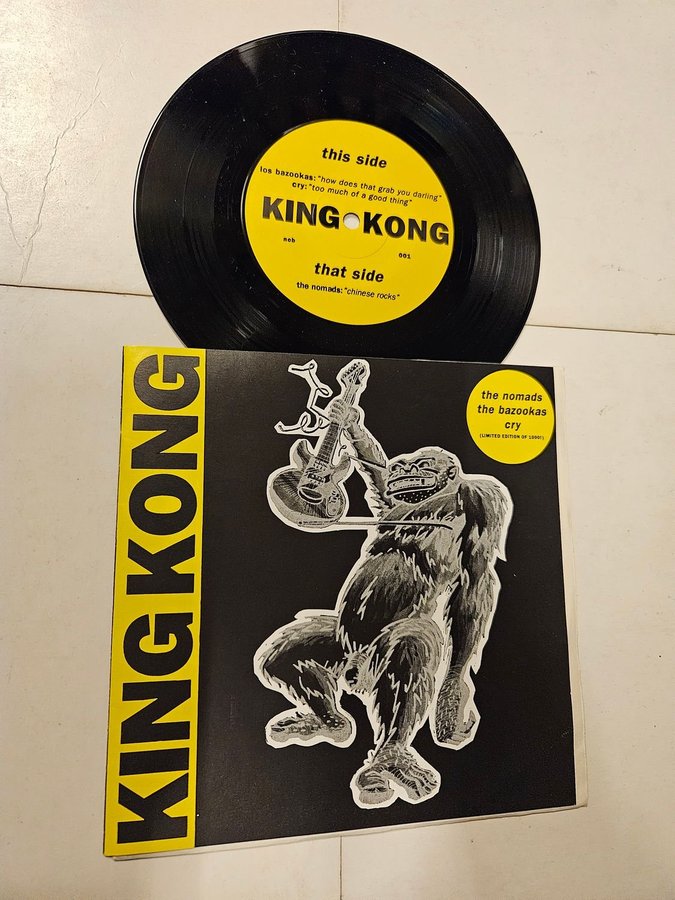 this side
los bazookas: "how does that grab you darling"
cry: "too much of a good thing"
KING KONG
neb 001
that side
the nomads: "chinese rocks"
KING KONG
the nomads
the bazookas
cry
(LIMITED EDITION OF 1000!)